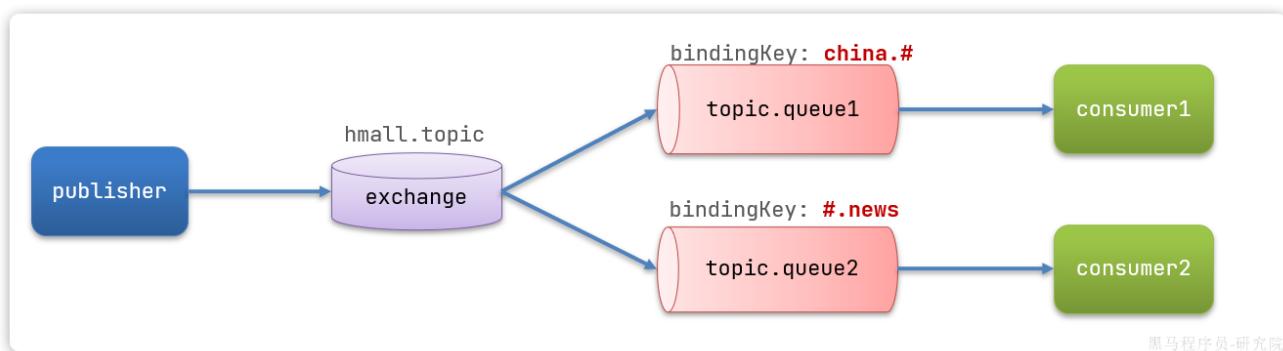 bindingKey: china.#
topic.queue1
consumer1
hmall.topic
publisher
exchange
bindingKey: #.news
topic.queue2
consumer2
黑马程序员-研究院